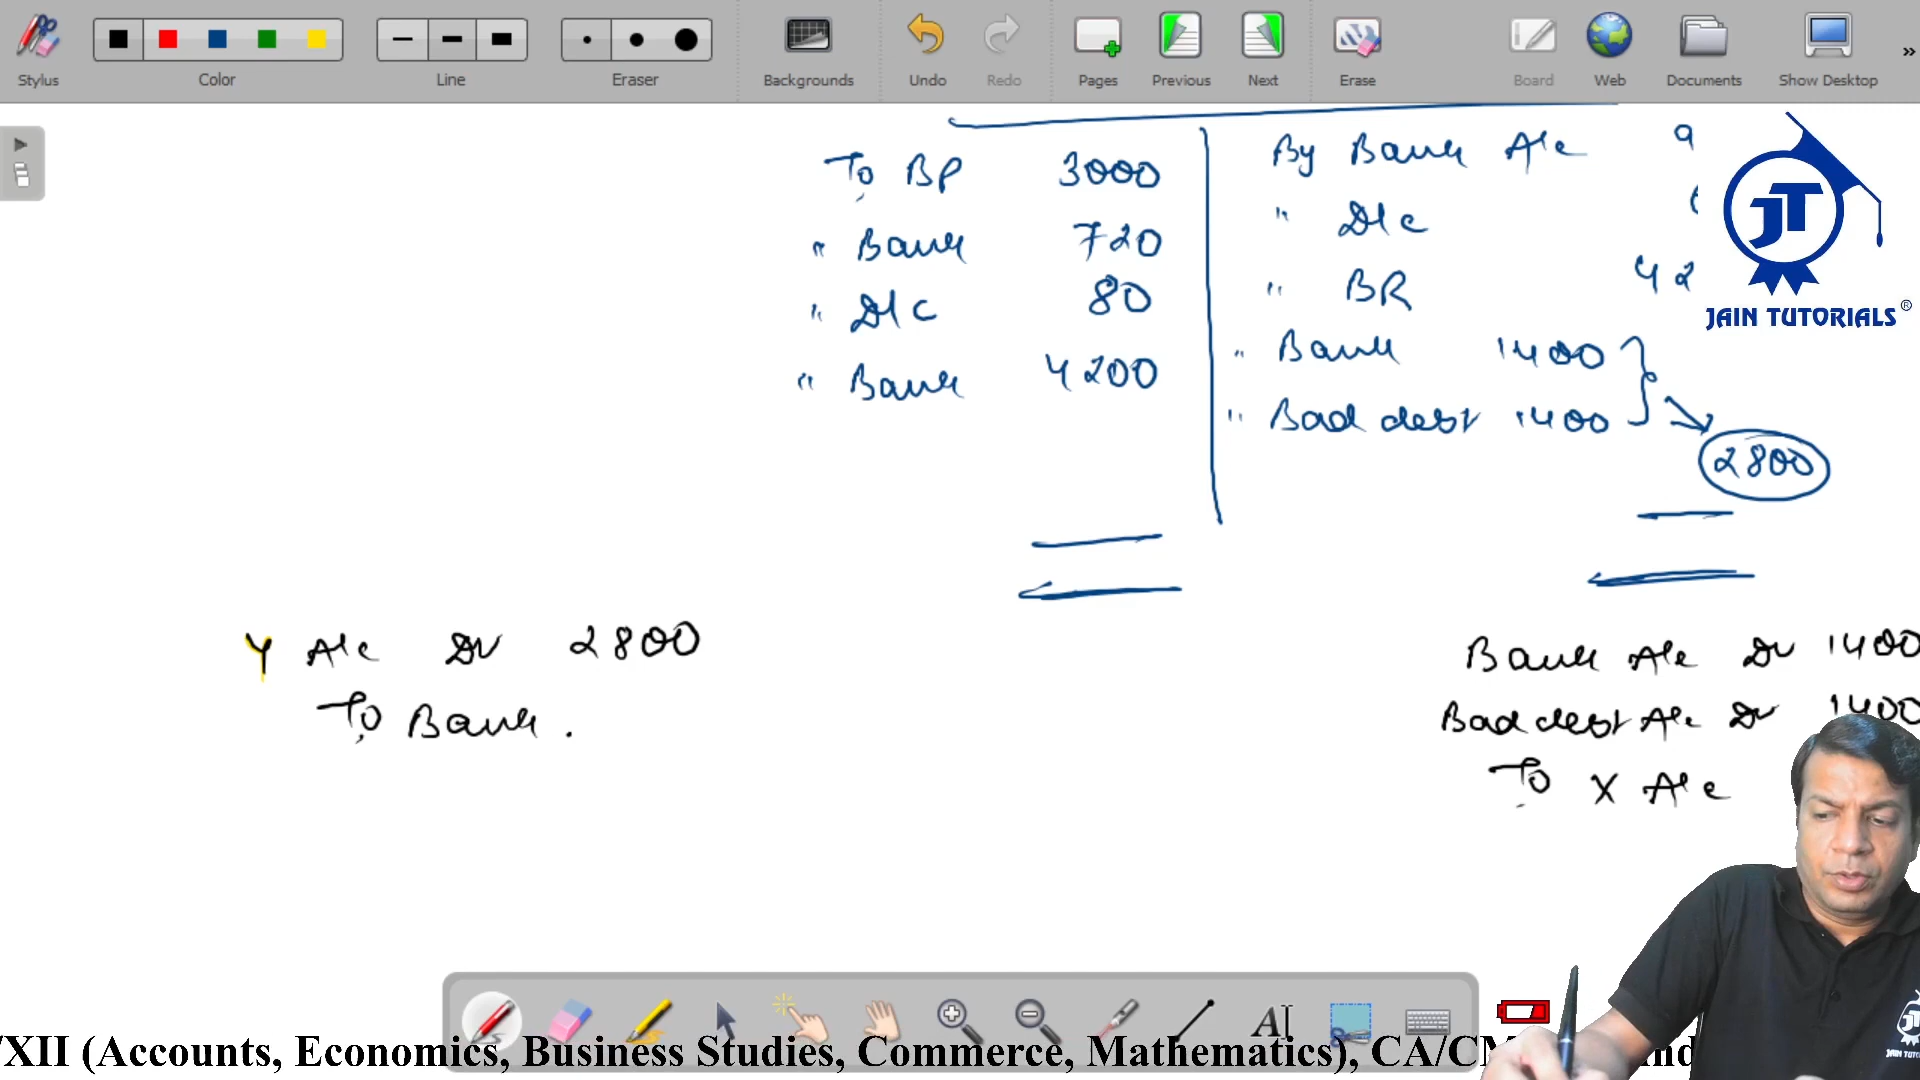 Stylus Color Line Eraser Backgrounds Undo Redo Pages Previous Next Erase Board Web Documents Show Desktop »
To BP 3000
" Bank 720
" D/c 80
" Bank 4200
By Bank A/c 9
" D/c
" BR 42
" Bank 1400
" Bad debt 1400
2800
JT
JAIN TUTORIALS®
Y A/c Dr 2800
To Bank.
Bank A/c Dr 1400
Bad debt A/c Dr 1400
To X A/c
/XII (Accounts, Economics, Business Studies, Commerce, Mathematics), CA/CM
JT